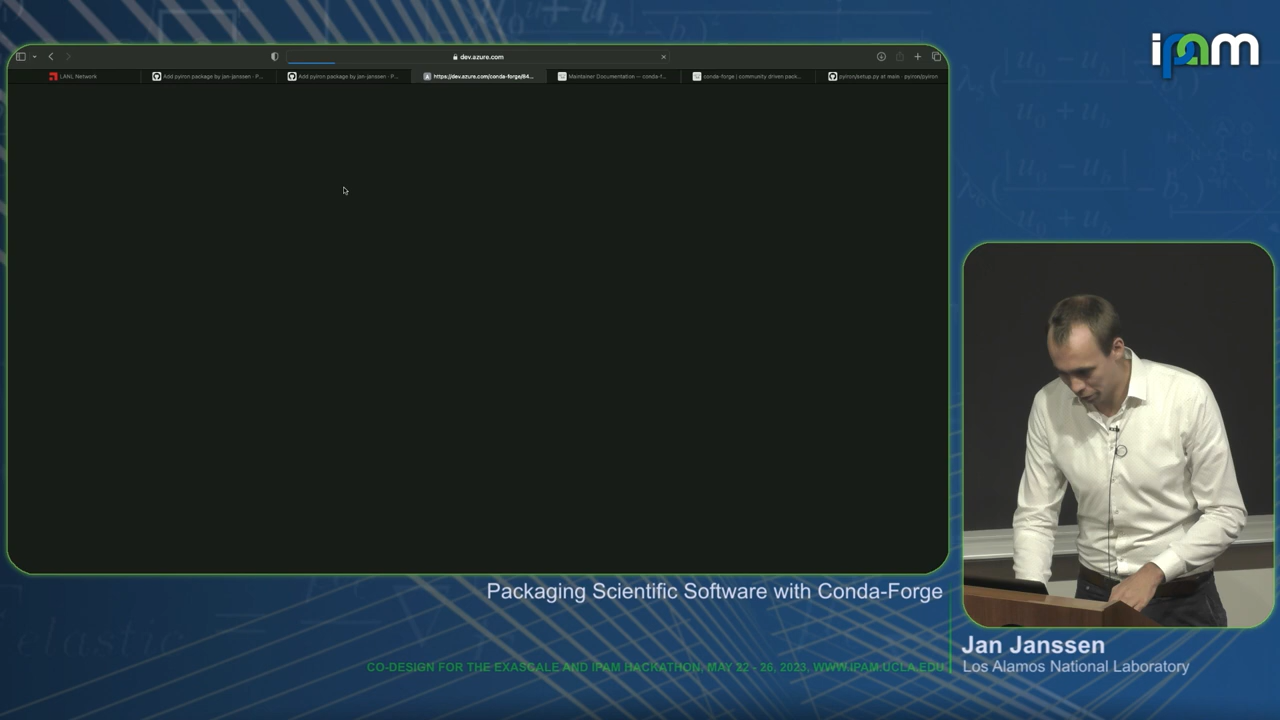 dev.azure.com
LANL Network
Add pyiron package by jan-janssen · P...
Add pyiron package by jan-janssen · P...
https://dev.azure.com/conda-forge/84...
Maintainer Documentation — conda-f...
conda-forge | community driven pack...
pyiron/setup.py at main · pyiron/pyiron
ipam
elastic
Packaging Scientific Software with Conda-Forge
Jan Janssen
CO-DESIGN FOR THE EXASCALE AND IPAM HACKATHON, MAY 22 - 26, 2023, WWW.IPAM.UCLA.EDU
Los Alamos National Laboratory